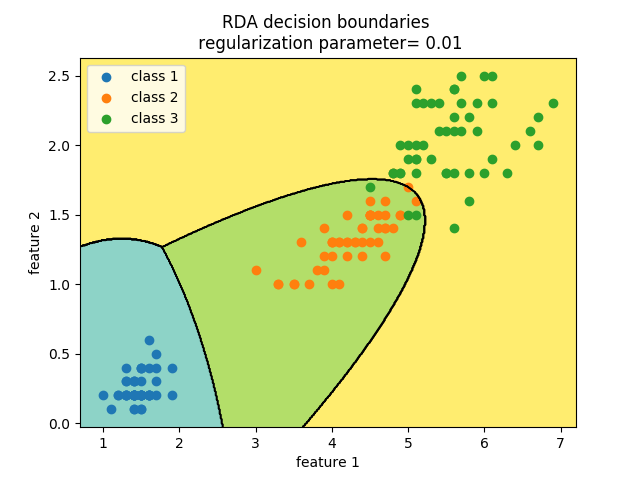 RDA decision boundaries
regularization parameter= 0.01
class 1
class 2
class 3
2.5
2.0
1.5
1.0
0.5
0.0
feature 2
1 2 3 4 5 6 7
feature 1